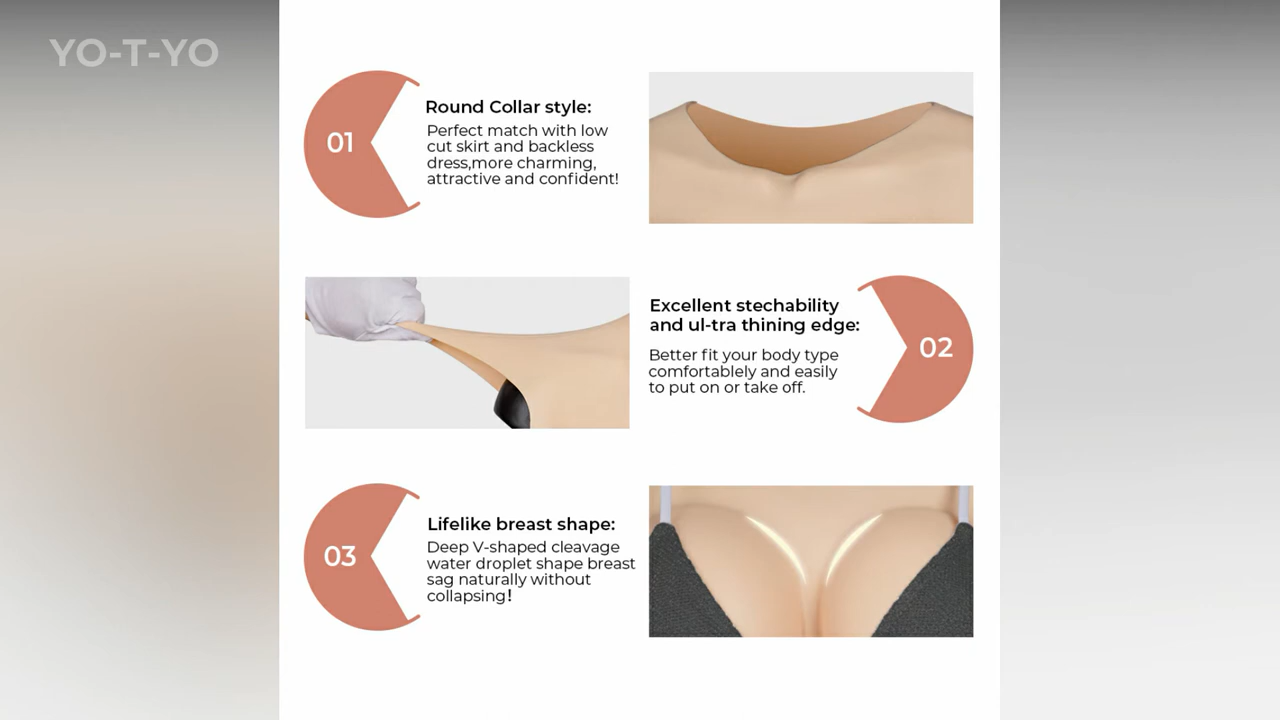 YO-T-YO
01
Round Collar style:
Perfect match with low
cut skirt and backless
dress,more charming,
attractive and confident!
Excellent stechability
and ul-tra thining edge:
Better fit your body type
comfortablely and easily
to put on or take off.
02
03
Lifelike breast shape:
Deep V-shaped cleavage
water droplet shape breast
sag naturally without
collapsing!